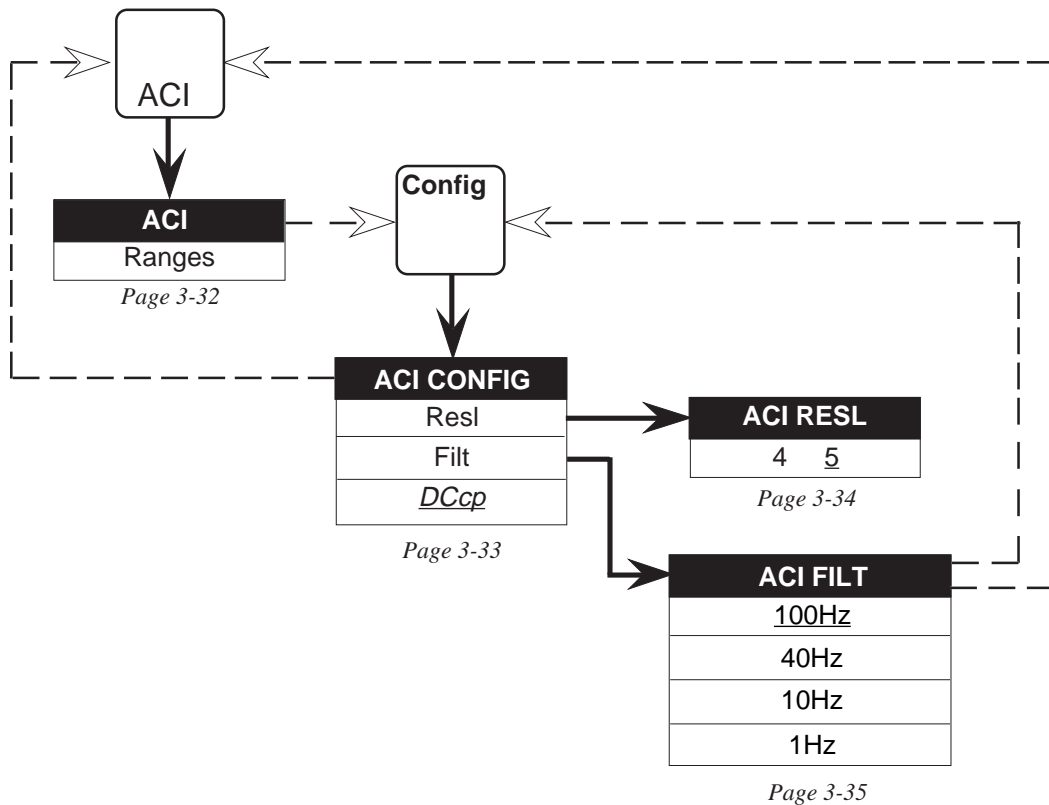 ACI
Config
ACI
Ranges
Page 3-32
ACI CONFIG
Resl
Filt
DCcp
Page 3-33
ACI RESL
4 5
Page 3-34
ACI FILT
100Hz
40Hz
10Hz
1Hz
Page 3-35